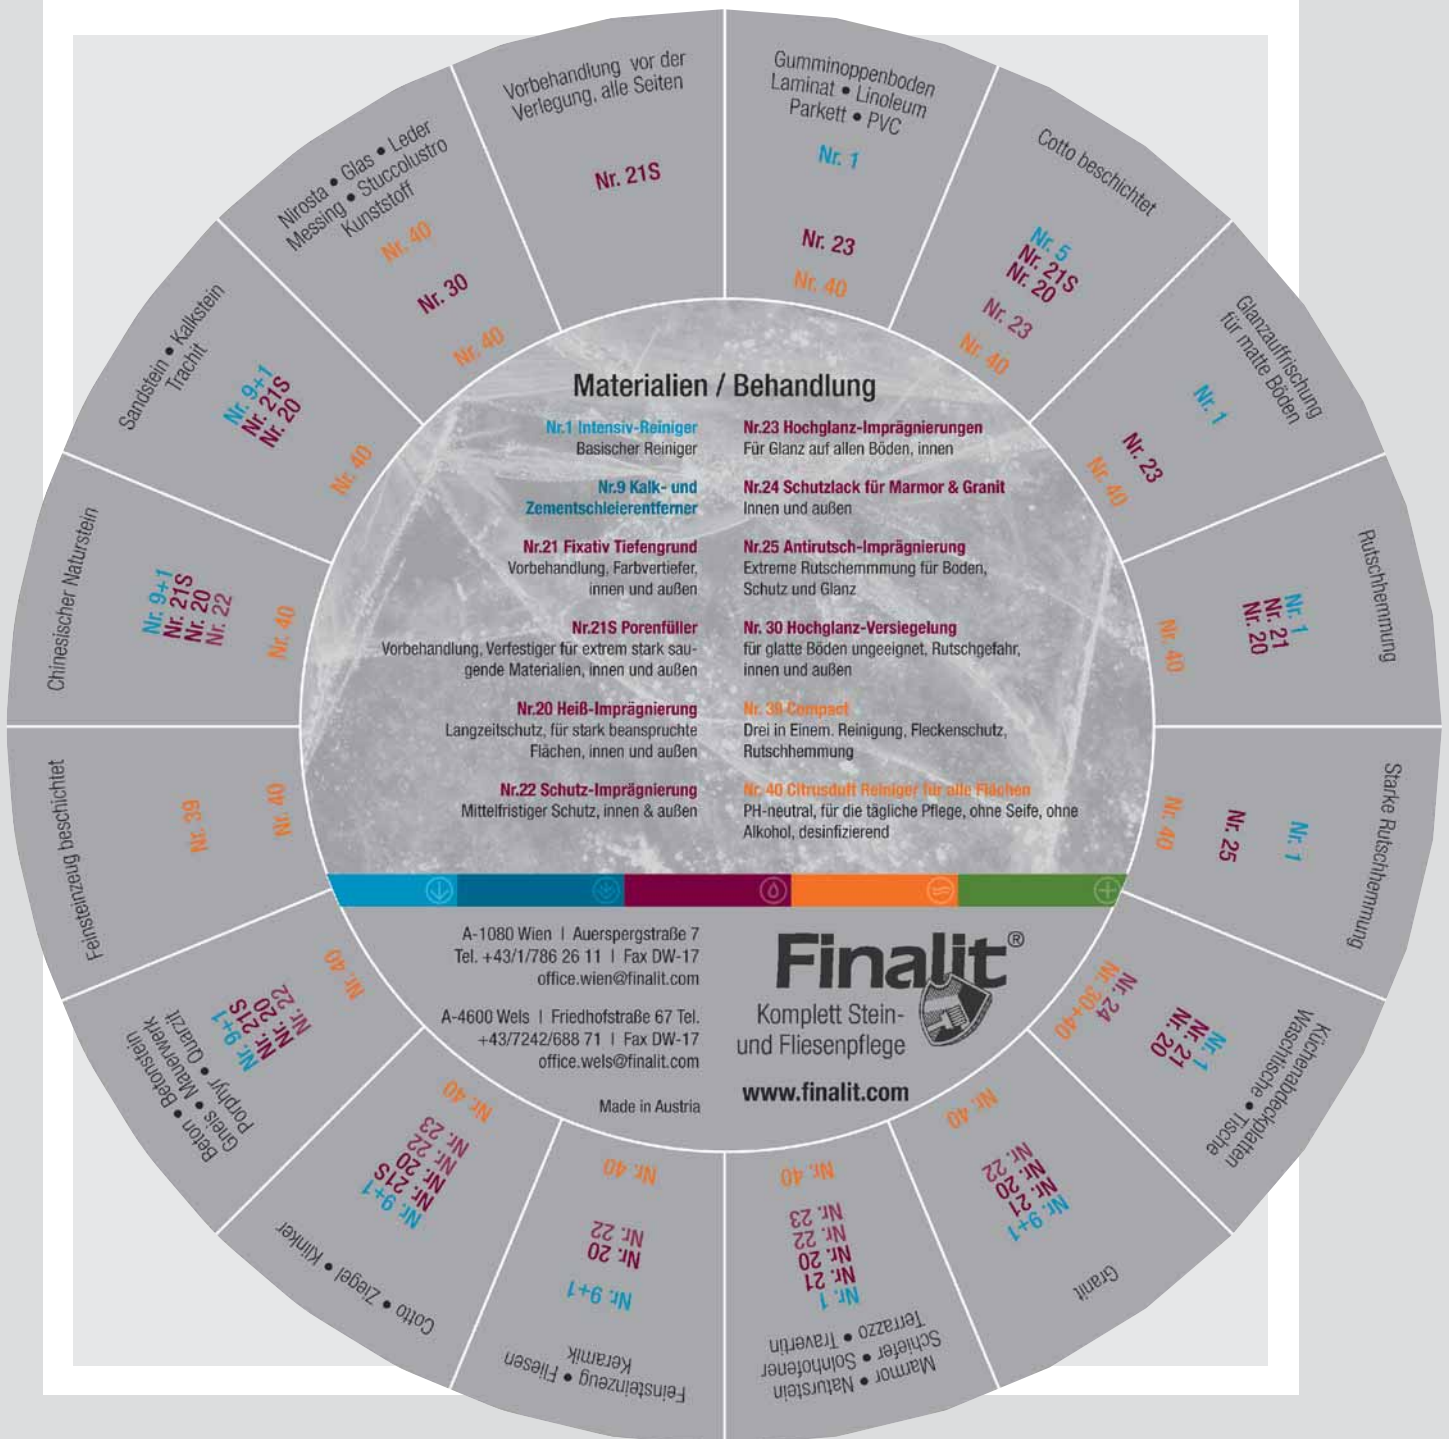 Vorbehandlung vor der
Verlegung, alle Seiten
Nr. 21S
Gumminoppenboden
Laminat • Linoleum
Parkett • PVC
Nr. 1
Nr. 23
Nr. 40
Cotto beschichtet
Nr. 5
Nr. 21S
Nr. 20
Nr. 23
Nr. 40
Glanzauffrischung
für matte Böden
Nr. 1
Nr. 23
Nr. 40
Rutschhemmung
Nr. 1
Nr. 21
Nr. 20
Nr. 40
Starke Rutschhemmung
Nr. 1
Nr. 25
Nr. 40
Küchenabdeckplatten
Waschtische • Tische
Nr. 1
Nr. 21
Nr. 20
Nr. 24
Nr. 30+40
Granit
Nr. 9+1
Nr. 21
Nr. 20
Nr. 22
Nr. 40
Marmor • Naturstein
Schiefer • Solnhofener
Terrazzo • Travertin
Nr. 1
Nr. 21
Nr. 20
Nr. 22
Nr. 23
Nr. 40
Feinsteinzeug • Fliesen
Keramik
Nr. 9+1
Nr. 20
Nr. 22
Nr. 40
Cotto • Ziegel • Klinker
Nr. 9+1
Nr. 21S
Nr. 20
Nr. 22
Nr. 23
Nr. 40
Beton • Betonstein
Gneis • Mauerwerk
Porphyr • Quarzit
Nr. 9+1
Nr. 21S
Nr. 20
Nr. 22
Nr. 40
Feinsteinzeug beschichtet
Nr. 39
Nr. 40
Chinesischer Naturstein
Nr. 9+1
Nr. 21S
Nr. 20
Nr. 22
Nr. 40
Sandstein • Kalkstein
Trachit
Nr. 9+1
Nr. 21S
Nr. 20
Nr. 40
Nirosta • Glas • Leder
Messing • Stuccolustro
Kunststoff
Nr. 40
Nr. 30
Nr. 40
Materialien / Behandlung
Nr.1 Intensiv-Reiniger
Basischer Reiniger
Nr.9 Kalk- und
Zementschleierentferner
Nr.21 Fixativ Tiefengrund
Vorbehandlung, Farbvertiefer,
innen und außen
Nr.21S Porenfüller
Vorbehandlung, Verfestiger für extrem stark sau-
gende Materialien, innen und außen
Nr.20 Heiß-Imprägnierung
Langzeitschutz, für stark beanspruchte
Flächen, innen und außen
Nr.22 Schutz-Imprägnierung
Mittelfristiger Schutz, innen & außen
Nr.23 Hochglanz-Imprägnierungen
Für Glanz auf allen Böden, innen
Nr.24 Schutzlack für Marmor & Granit
Innen und außen
Nr.25 Antirutsch-Imprägnierung
Extreme Rutschemmmung für Boden,
Schutz und Glanz
Nr. 30 Hochglanz-Versiegelung
für glatte Böden ungeeignet, Rutschgefahr,
innen und außen
Nr. 39 Compact
Drei in Einem. Reinigung, Fleckenschutz,
Rutschhemmung
Nr. 40 Citrusduft Reiniger für alle Flächen
PH-neutral, für die tägliche Pflege, ohne Seife, ohne
Alkohol, desinfizierend
A-1080 Wien I Auerspergstraße 7
Tel. +43/1/786 26 11 I Fax DW-17
office.wien@finalit.com
A-4600 Wels I Friedhofstraße 67 Tel.
+43/7242/688 71 I Fax DW-17
office.wels@finalit.com
Made in Austria
Finalit®
Komplett Stein-
und Fliesenpflege
www.finalit.com